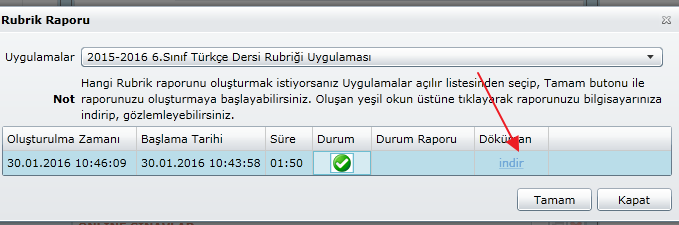 Rubrik Raporu
Uygulamalar 2015-2016 6.Sınıf Türkçe Dersi Rubriği Uygulaması
Hangi Rubrik raporunu oluşturmak istiyorsanız Uygulamalar açılır listesinden seçip, Tamam butonu ile
Not raporunuzu oluşturmaya başlayabilirsiniz. Oluşan yeşil okun üstüne tıklayarak raporunuzu bilgisayarınıza
indirip, gözlemleyebilirsiniz.
Oluşturulma Zamanı Başlama Tarihi Süre Durum Durum Raporu Döküman
30.01.2016 10:46:09 30.01.2016 10:43:58 01:50 indir
Tamam Kapat